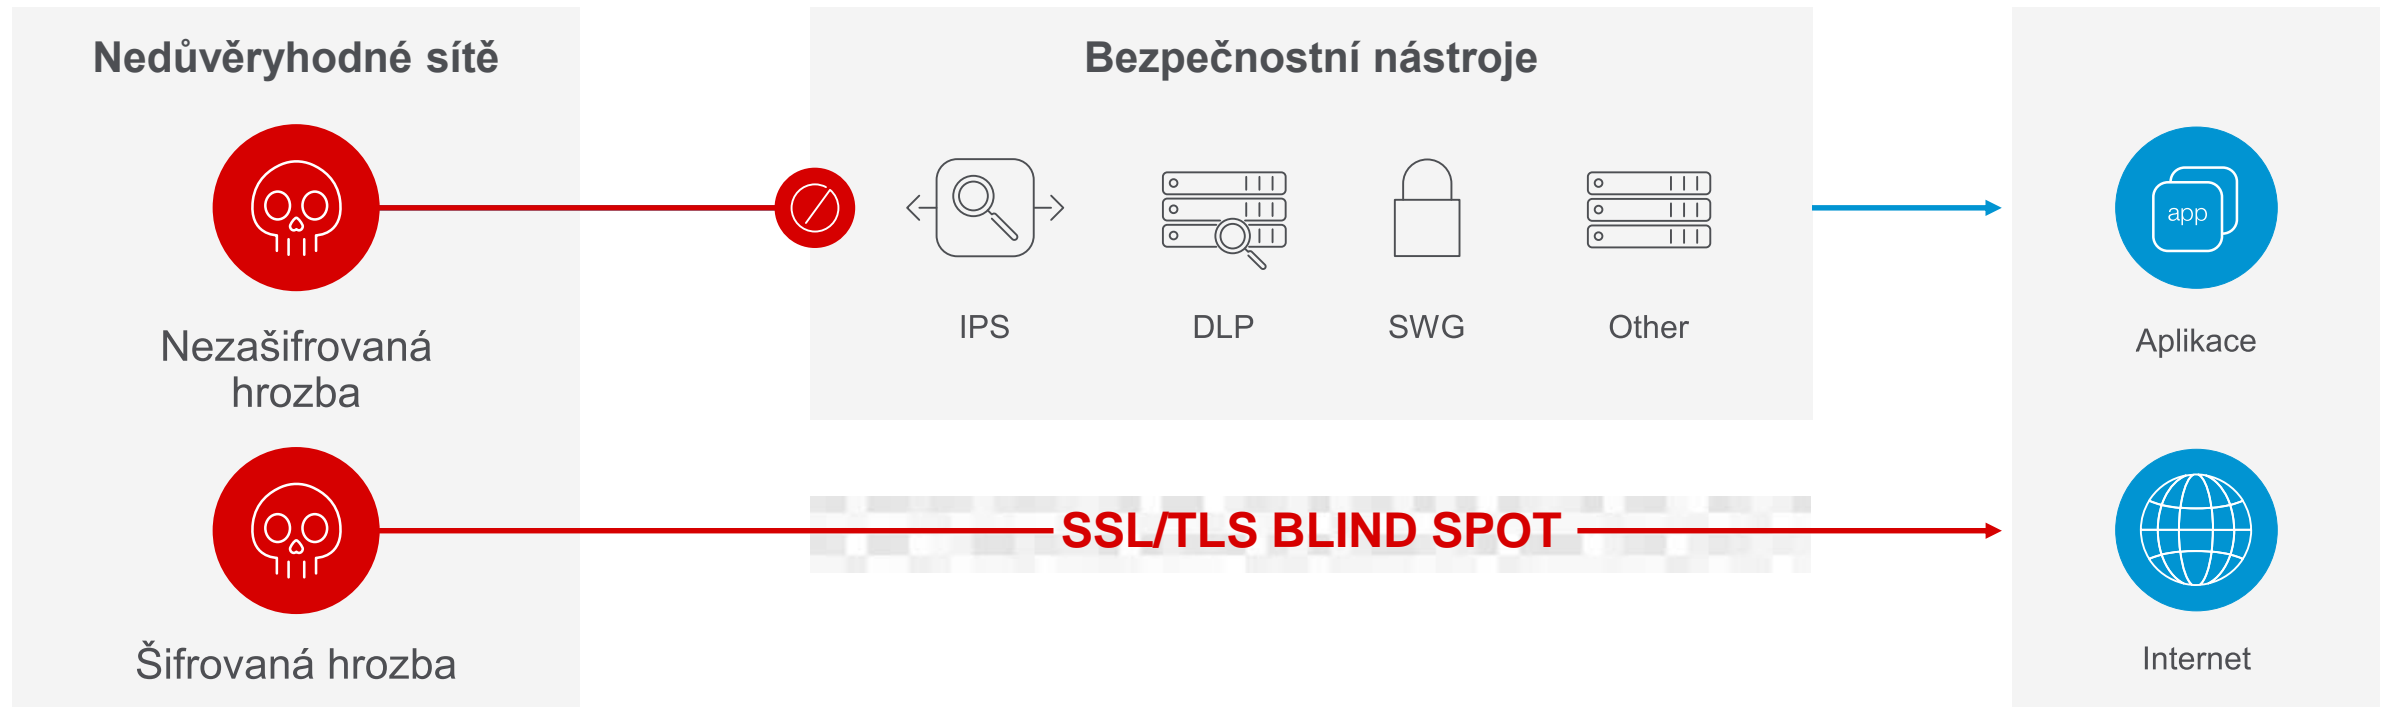 Nedůvěryhodné sítě
Nezašifrovaná
hrozba
Šifrovaná hrozba
Bezpečnostní nástroje
IPS
DLP
SWG
Other
SSL/TLS BLIND SPOT
app
Aplikace
Internet